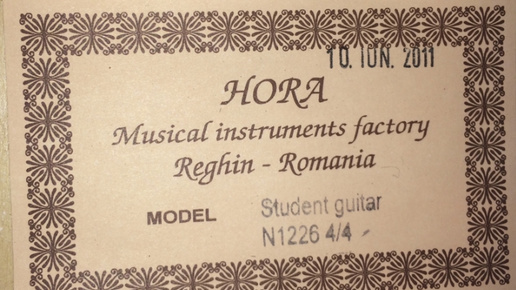 10. IUN. 2011
HORA
Musical instruments factory
Reghin - Romania
MODEL Student guitar
N1226 4/4